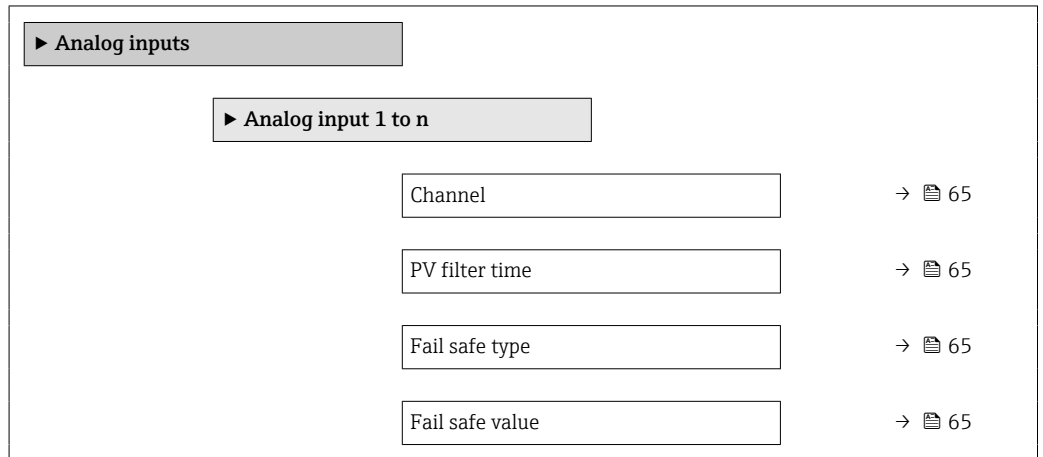 ▶ Analog inputs
▶ Analog input 1 to n
Channel → 65
PV filter time → 65
Fail safe type → 65
Fail safe value → 65